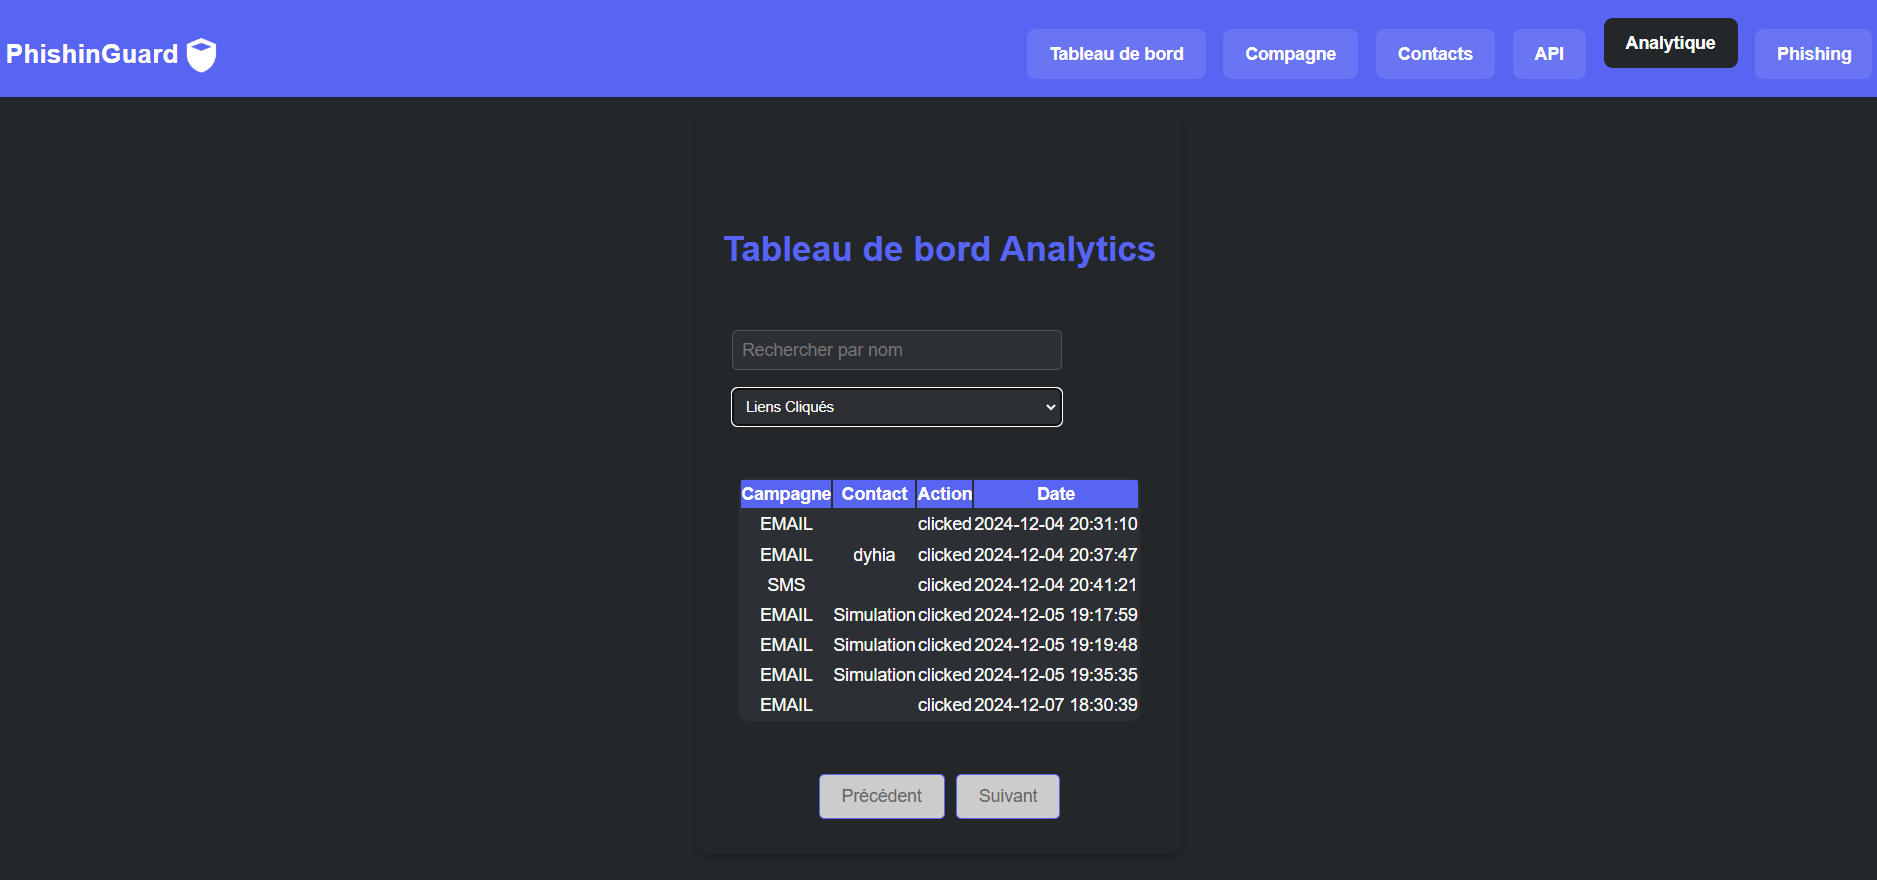 PhishinGuard
Tableau de bord Compagne Contacts API Analytique Phishing
Tableau de bord Analytics
Rechercher par nom
Liens Cliqués
Campagne Contact Action Date
EMAIL clicked 2024-12-04 20:31:10
EMAIL dyhia clicked 2024-12-04 20:37:47
SMS clicked 2024-12-04 20:41:21
EMAIL Simulation clicked 2024-12-05 19:17:59
EMAIL Simulation clicked 2024-12-05 19:19:48
EMAIL Simulation clicked 2024-12-05 19:35:35
EMAIL clicked 2024-12-07 18:30:39
Précédent Suivant